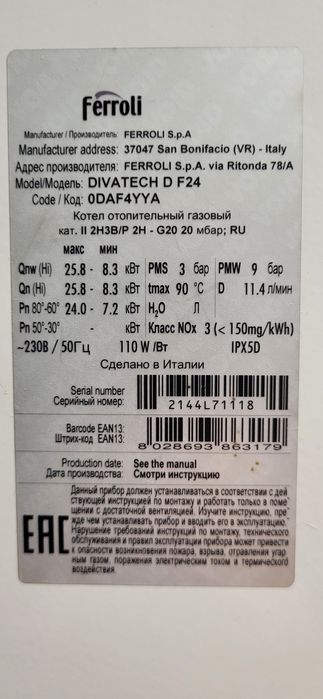 Ferroli
Manufacturer / Производитель: FERROLI S.p.A
Manufacturer address: 37047 San Bonifacio (VR) - Italy
Адрес производителя: FERROLI S.p.A. via Ritonda 78/A
Model/Модель: DIVATECH D F24
Code / Код: 0DAF4YYA
Котел отопительный газовый
кат. II 2H3B/P 2H - G20 20 мбар; RU
макс мин
Qnw (Hi) 25.8 - 8.3 кВт PMS 3 бар PMW 9 бар
Qn (Hi) 25.8 - 8.3 кВт tmax 90 °C D 11.4 л/мин
Pn 80°-60° 24.0 - 7.2 кВт H2O Л
Pn 50°-30° - кВт Класс NOx 3 (< 150mg/kWh)
~230В / 50Гц 110 W /Вт IPX5D
Сделано в Италии
Serial number
Серийный номер: 2144L71118
Barcode EAN13:
Штрих-код EAN13: 8 028693 863179
Production date: See the manual
Дата производства: Смотри инструкцию
EAC
Данный прибор должен устанавливаться в соответствии с дей
ствующей инструкцией по монтажу и работать только в поме
щении с достаточной вентиляцией. Изучите инструкцию, пре
жде чем устанавливать прибор и вводить его в эксплуатацию.
Нарушение требований инструкций по монтажу, технического
обслуживания и правил эксплуатации прибора может привести
к опасности возникновения пожара, взрыва, отравления угар
ным газом, поражения электрическим током и термического
воздействия.